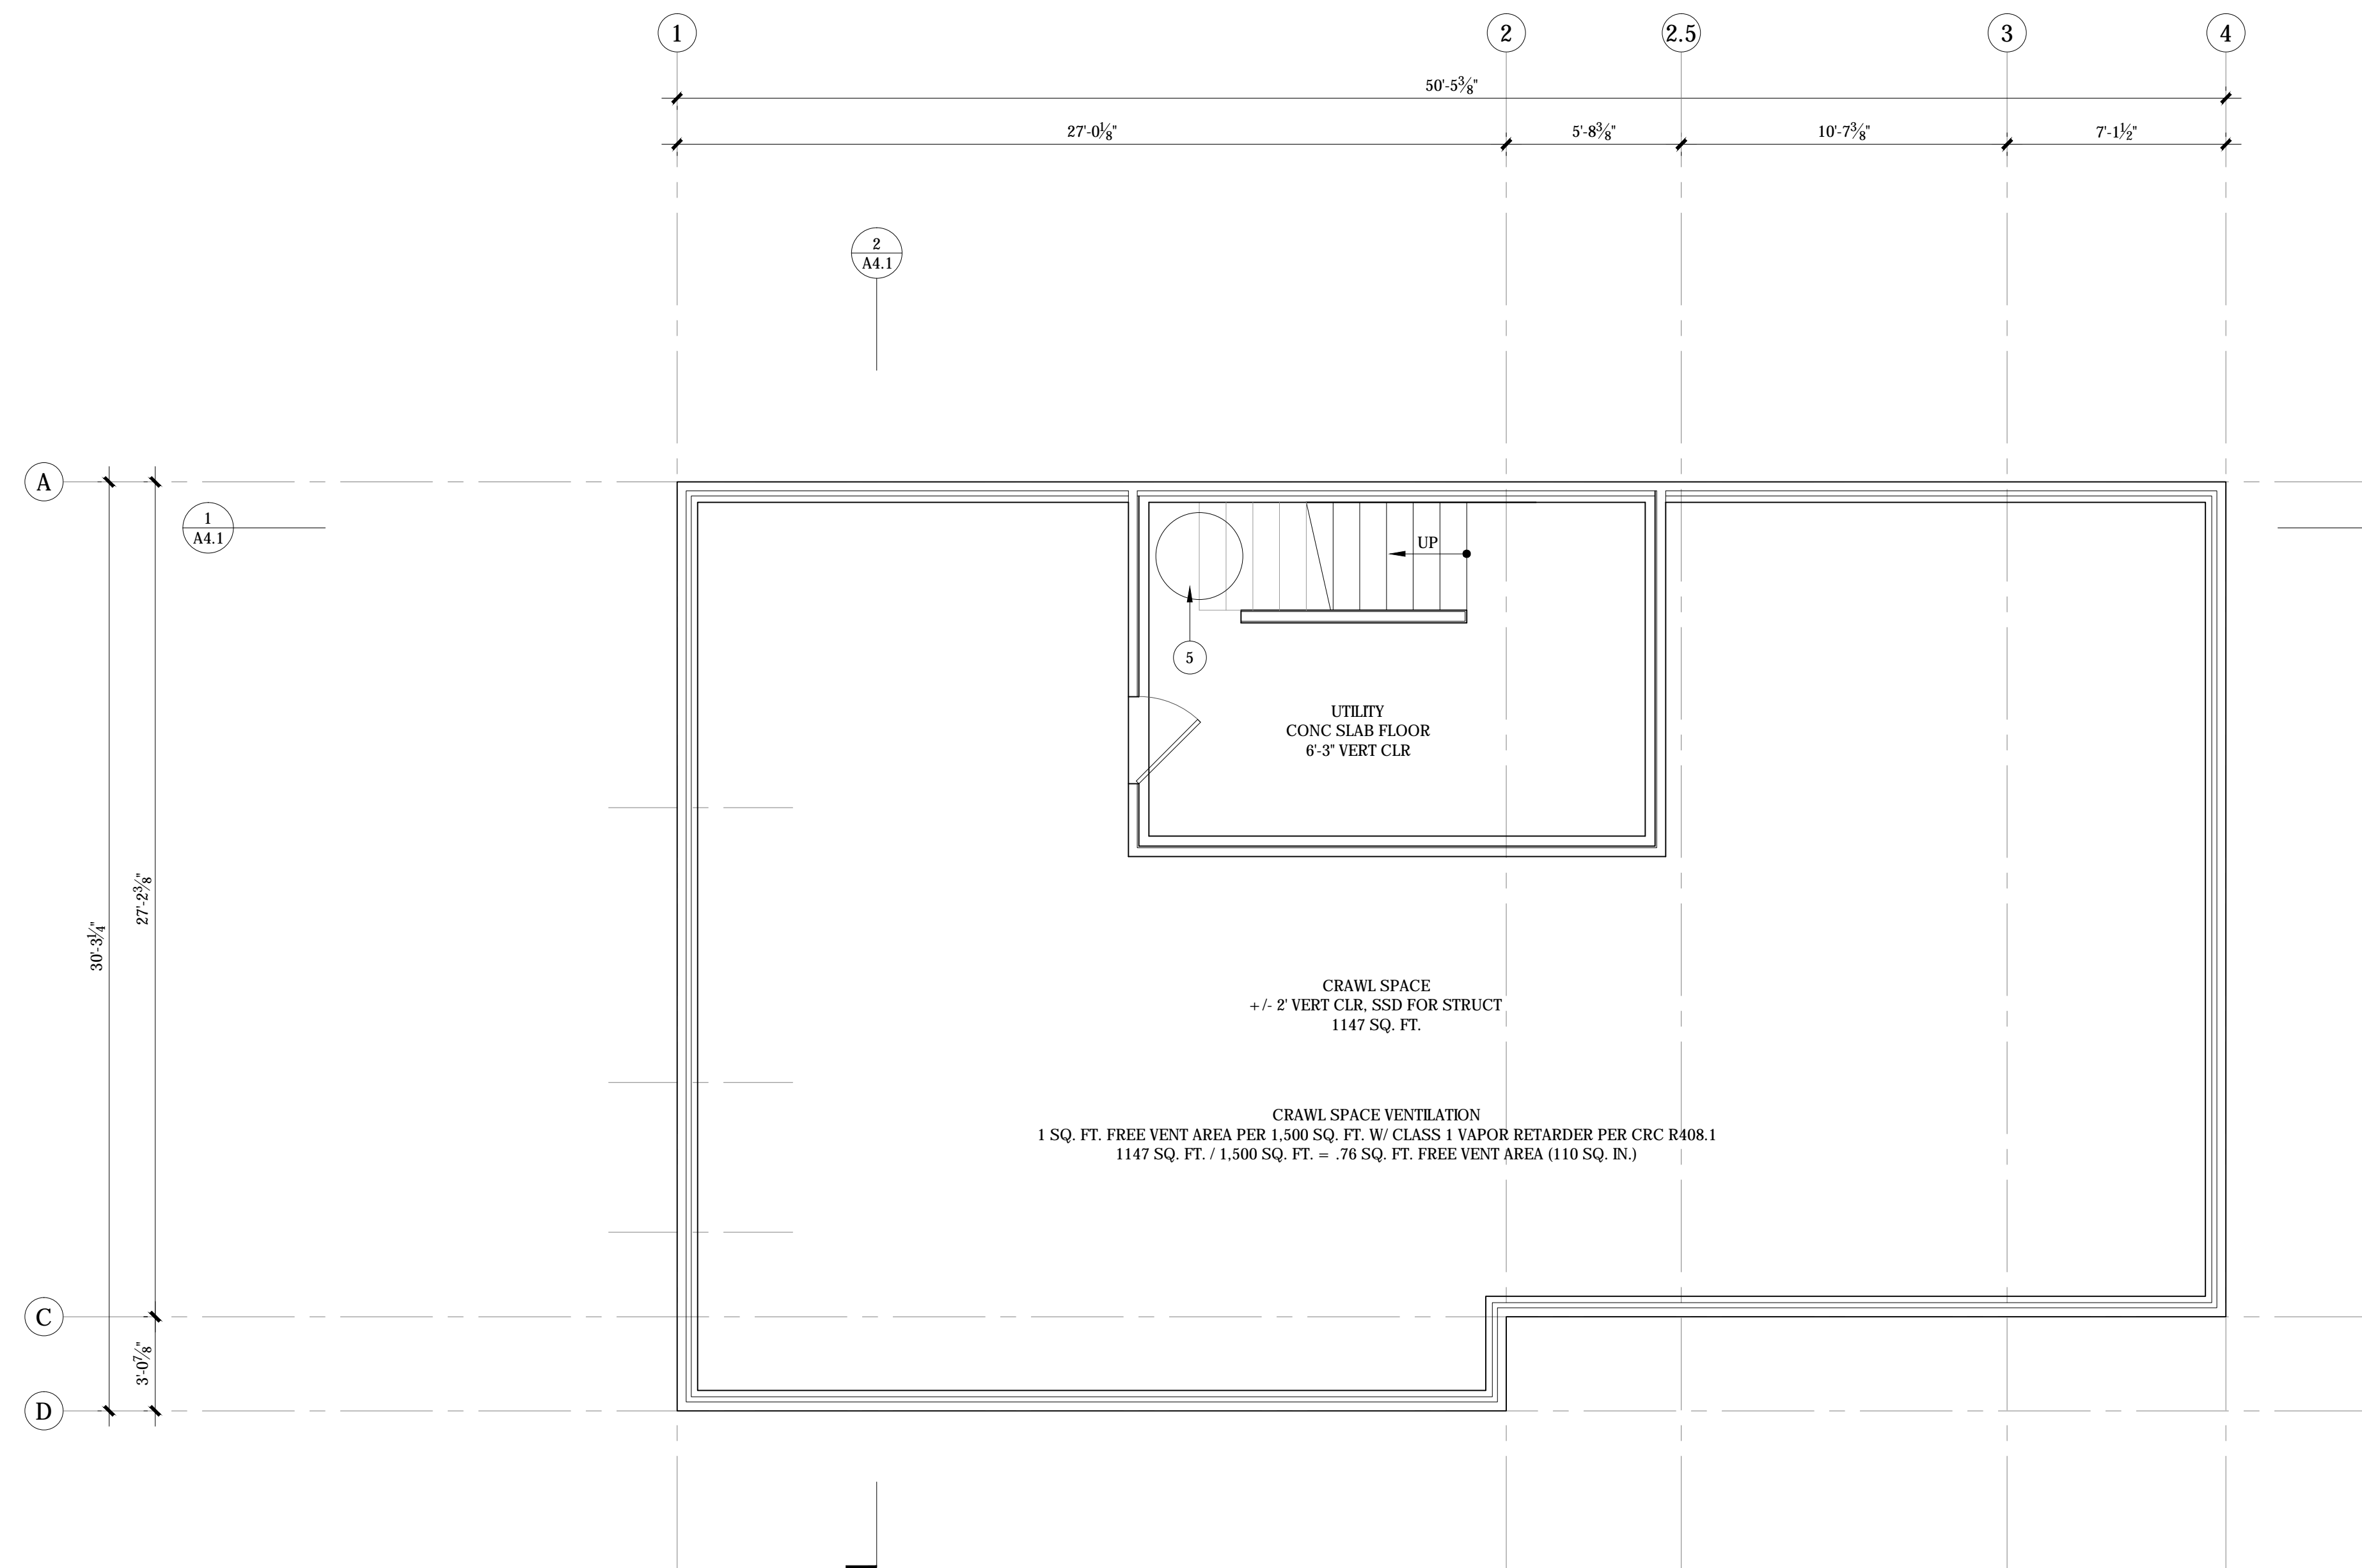 1
2
2.5
3
4
50'-5⅜"
27'-0⅛"
5'-8⅜"
10'-7⅜"
7'-1½"
2
A4.1
A
1
A4.1
UP
5
UTILITY
CONC SLAB FLOOR
6'-3" VERT CLR
27'-2⅜"
30'-3¼"
CRAWL SPACE
+/- 2' VERT CLR, SSD FOR STRUCT
1147 SQ. FT.
CRAWL SPACE VENTILATION
1 SQ. FT. FREE VENT AREA PER 1,500 SQ. FT. W/ CLASS 1 VAPOR RETARDER PER CRC R408.1
1147 SQ. FT. / 1,500 SQ. FT. = .76 SQ. FT. FREE VENT AREA (110 SQ. IN.)
C
3'-0⅞"
D